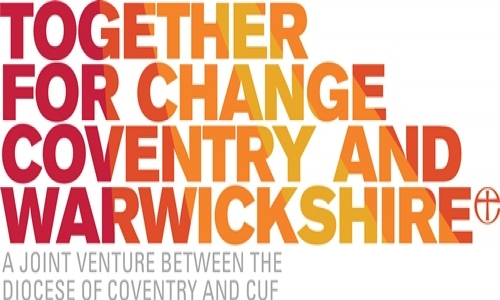 TOGETHER
FOR CHANGE
COVENTRY AND
WARWICKSHIRE
A JOINT VENTURE BETWEEN THE
DIOCESE OF COVENTRY AND CUF